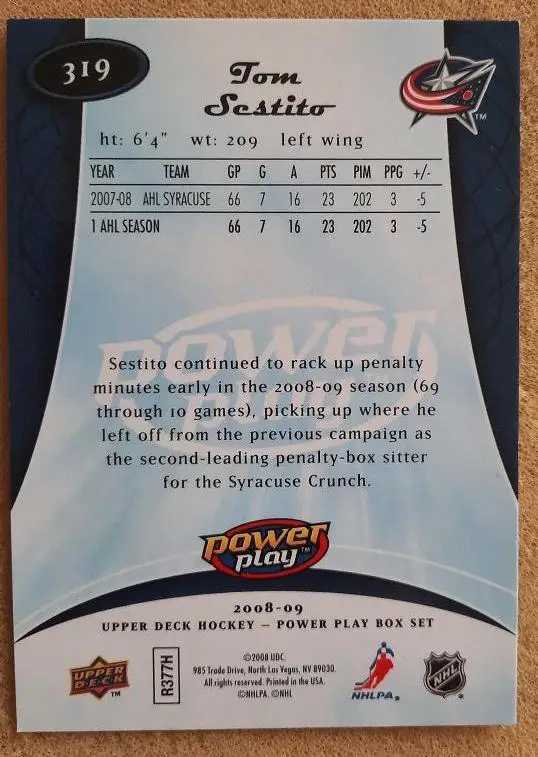 319
Tom
Sestito
ht: 6'4" wt: 209 left wing
YEAR TEAM GP G A PTS PIM PPG +/-
2007-08 AHL SYRACUSE 66 7 16 23 202 3 -5
1 AHL SEASON 66 7 16 23 202 3 -5
power
play
Sestito continued to rack up penalty
minutes early in the 2008-09 season (69
through 10 games), picking up where he
left off from the previous campaign as
the second-leading penalty-box sitter
for the Syracuse Crunch.
power
play™
2008-09
UPPER DECK HOCKEY – POWER PLAY BOX SET
UPPER
DECK
™
R377H
©2008 UDC.
985 Trade Drive, North Las Vegas, NV 89030.
All rights reserved. Printed in the USA.
©NHLPA. ©NHL
NHLPA.
NHL
TM